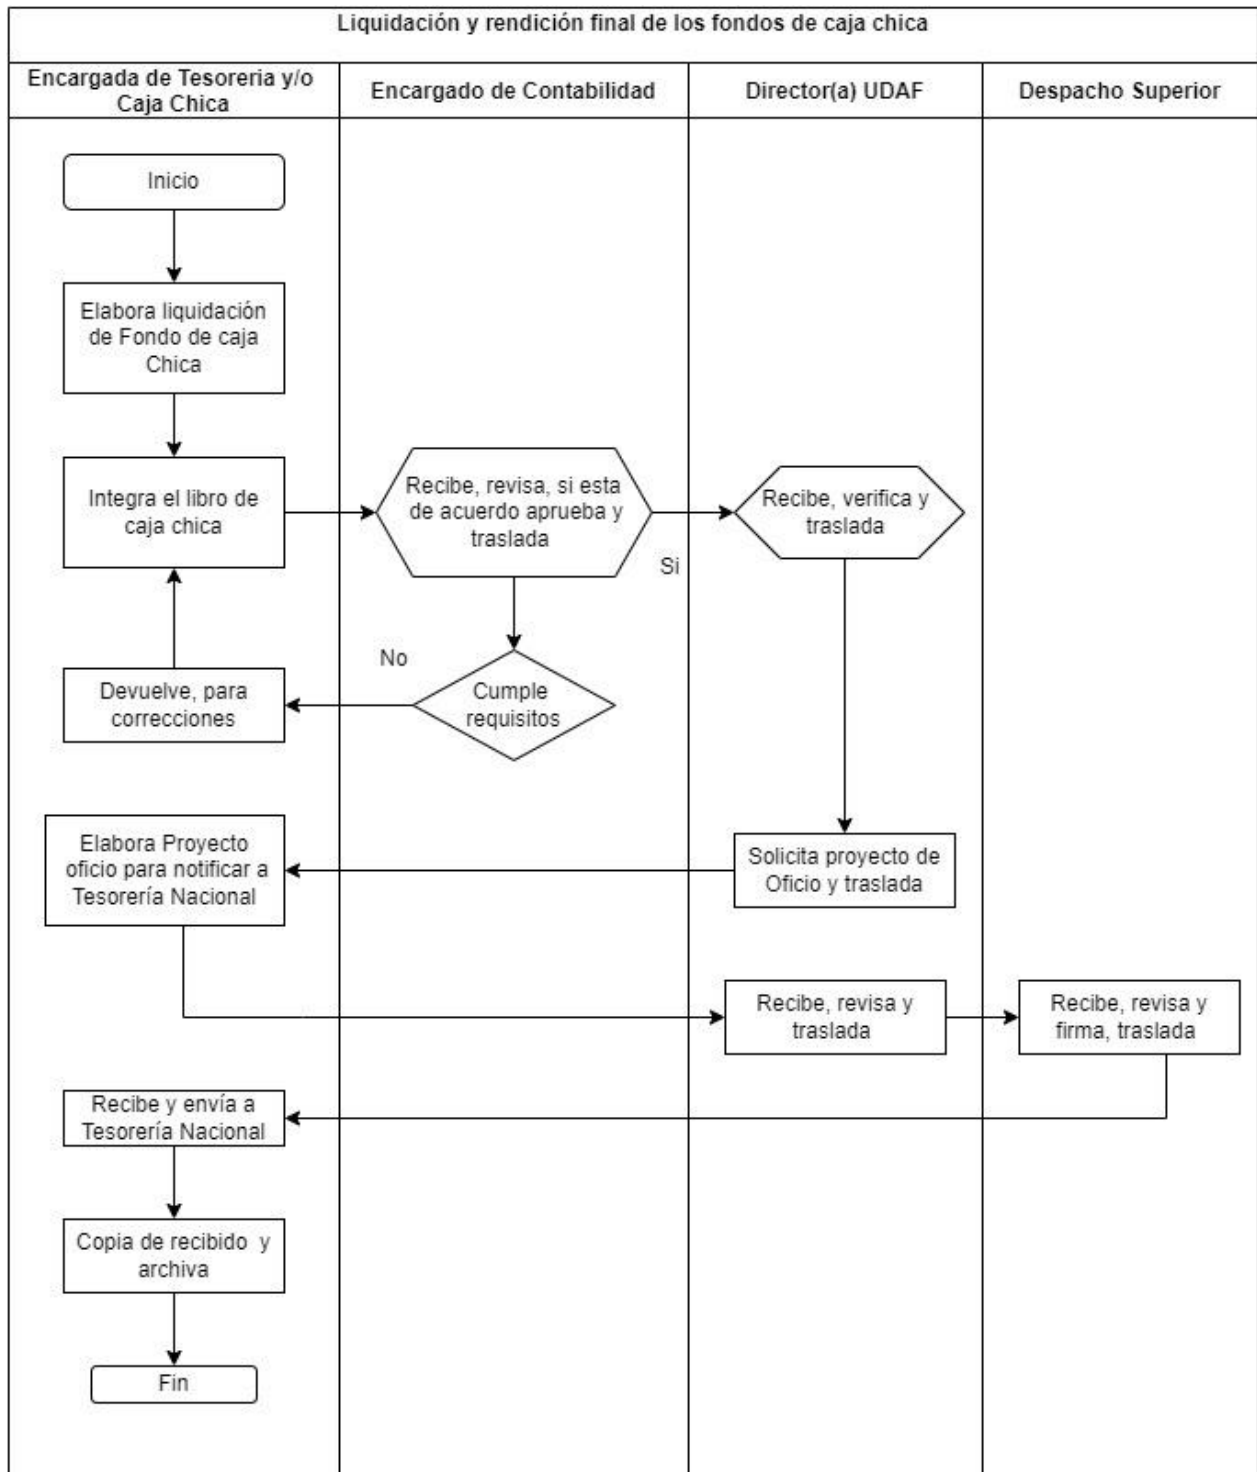 Liquidación y rendición final de los fondos de caja chica
Encargada de Tesoreria y/o
Caja Chica
Encargado de Contabilidad
Director(a) UDAF
Despacho Superior
Inicio
Elabora liquidación
de Fondo de caja
Chica
Integra el libro de
caja chica
Recibe, revisa, si esta
de acuerdo aprueba y
traslada
Si
Recibe, verifica y
traslada
No
Cumple
requisitos
Devuelve, para
correcciones
Solicita proyecto de
Oficio y traslada
Elabora Proyecto
oficio para notificar a
Tesorería Nacional
Recibe, revisa y
traslada
Recibe, revisa y
firma, traslada
Recibe y envía a
Tesorería Nacional
Copia de recibido y
archiva
Fin